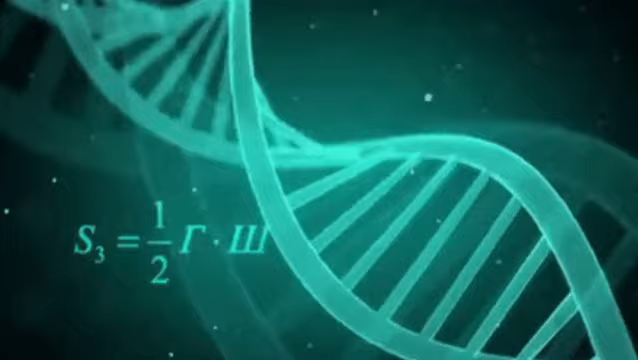 S₃ = 1/2 Г · Ш